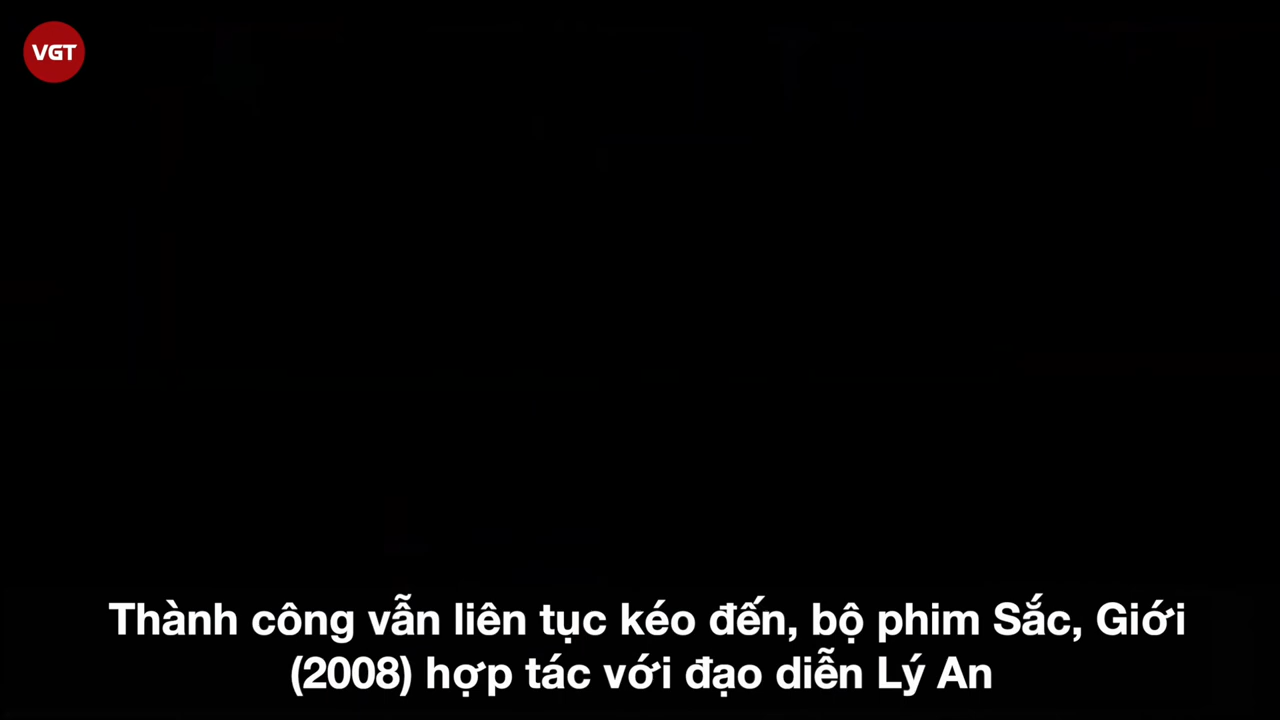 VGT
Thành công vẫn liên tục kéo đến, bộ phim Sắc, Giới
(2008) hợp tác với đạo diễn Lý An